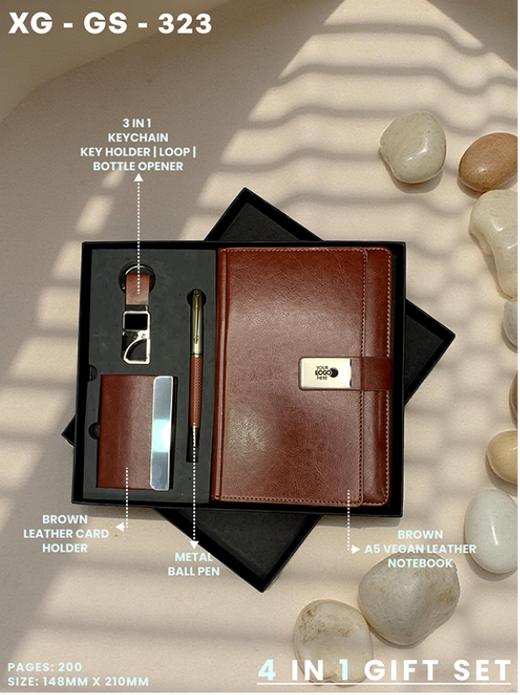 XG - GS - 323
3 IN 1
KEYCHAIN
KEY HOLDER | LOOP |
BOTTLE OPENER
YOUR
LOGO
HERE
BROWN
LEATHER CARD
HOLDER
METAL
BALL PEN
BROWN
A5 VEGAN LEATHER
NOTEBOOK
PAGES: 200
SIZE: 148MM X 210MM
4 IN 1 GIFT SET